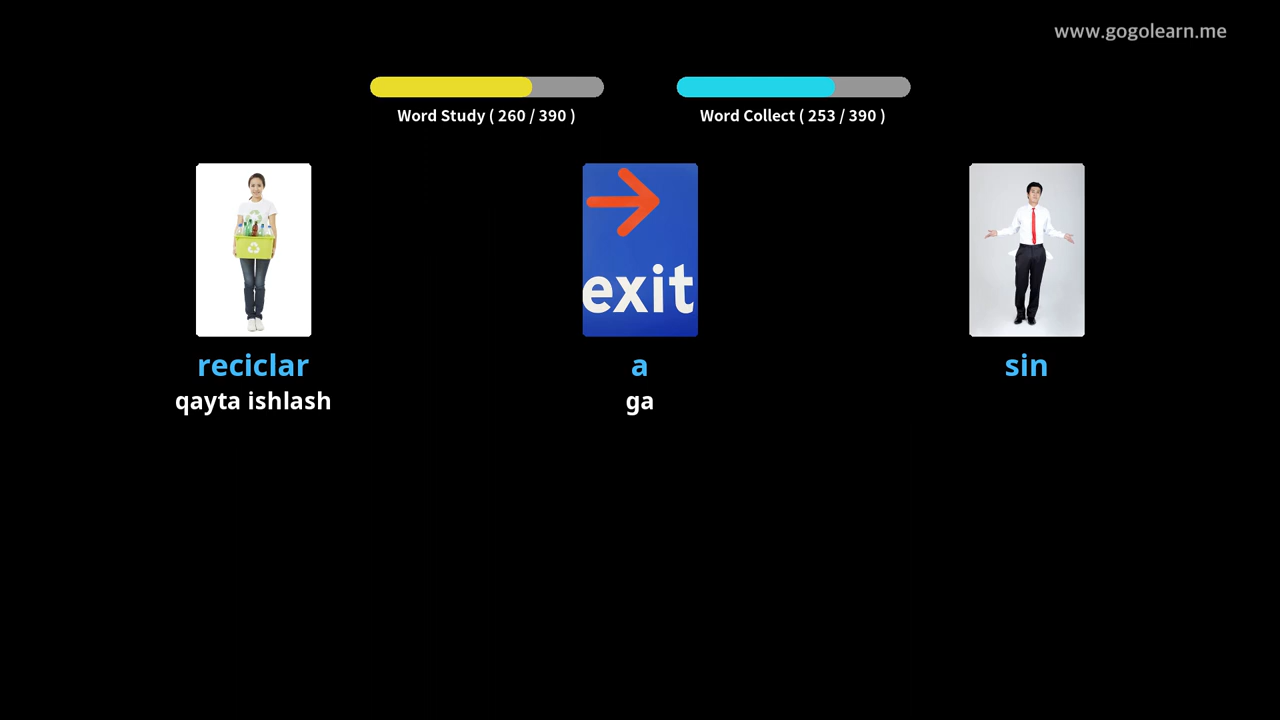 www.gogolearn.me
Word Study ( 260 / 390 )
Word Collect ( 253 / 390 )
exit
reciclar
qayta ishlash
a
ga
sin